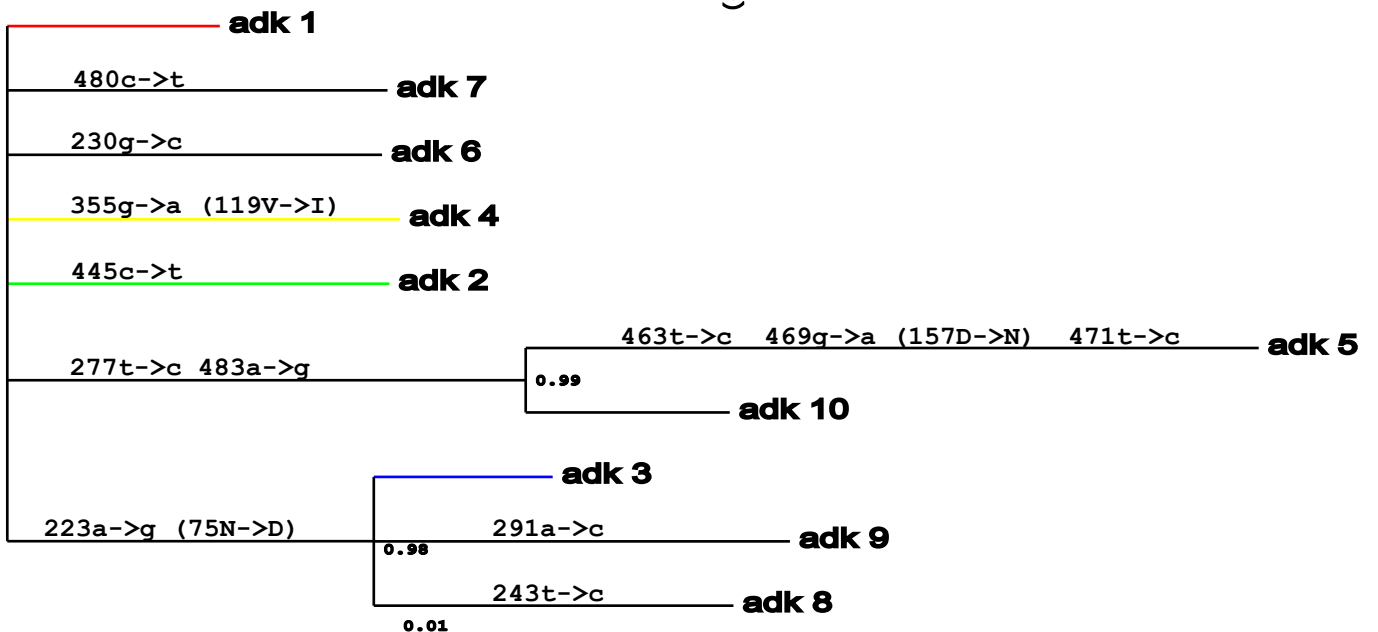 adk 1
480c->t adk 7
230g->c adk 6
355g->a (119V->I) adk 4
445c->t adk 2
463t->c 469g->a (157D->N) 471t->c adk 5
277t->c 483a->g 0.99
adk 10
adk 3
223a->g (75N->D) 291a->c adk 9
0.98
243t->c adk 8
0.01